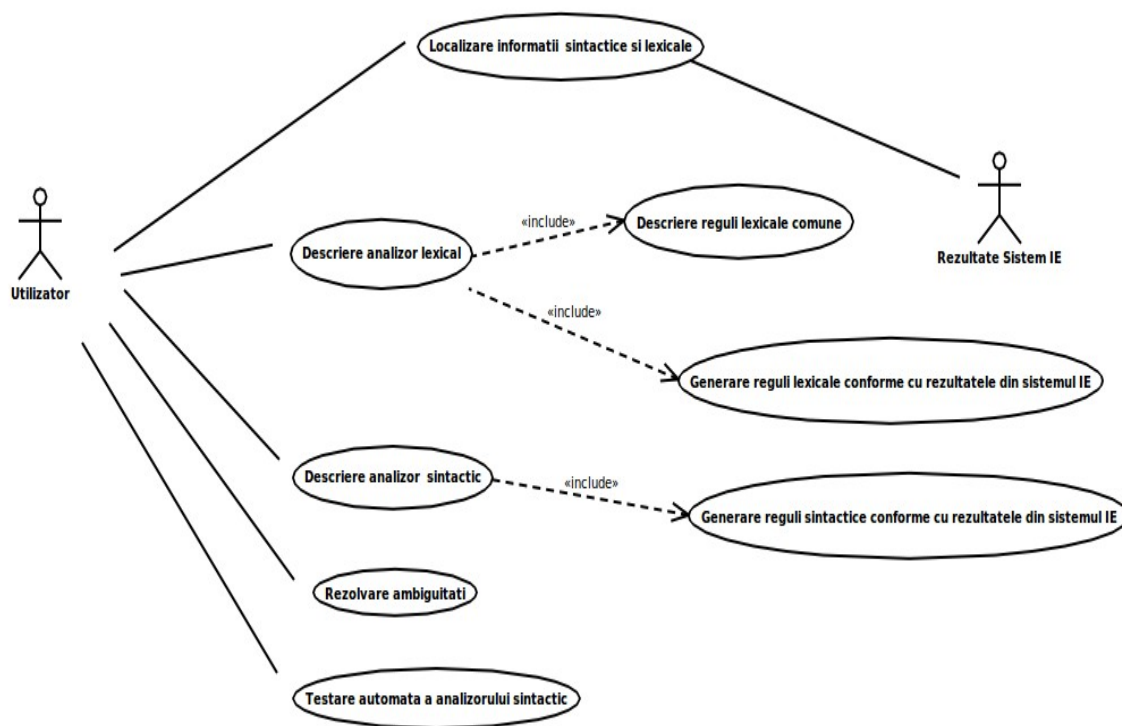 Localizare informatii sintactice si lexicale
«include»
Descriere reguli lexicale comune
Descriere analizor lexical
Rezultate Sistem IE
Utilizator
«include»
Generare reguli lexicale conforme cu rezultatele din sistemul IE
Descriere analizor sintactic
«include»
Generare reguli sintactice conforme cu rezultatele din sistemul IE
Rezolvare ambiguitati
Testare automata a analizorului sintactic